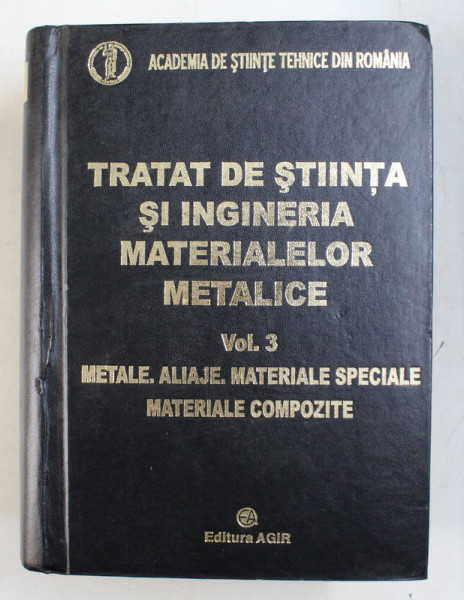 ACADEMIA DE ŞTIINŢE TEHNICE DIN ROMÂNIA
TRATAT DE ŞTIINŢA
ŞI INGINERIA
MATERIALELOR
METALICE
Vol. 3
METALE. ALIAJE. MATERIALE SPECIALE
MATERIALE COMPOZITE
Editura AGIR